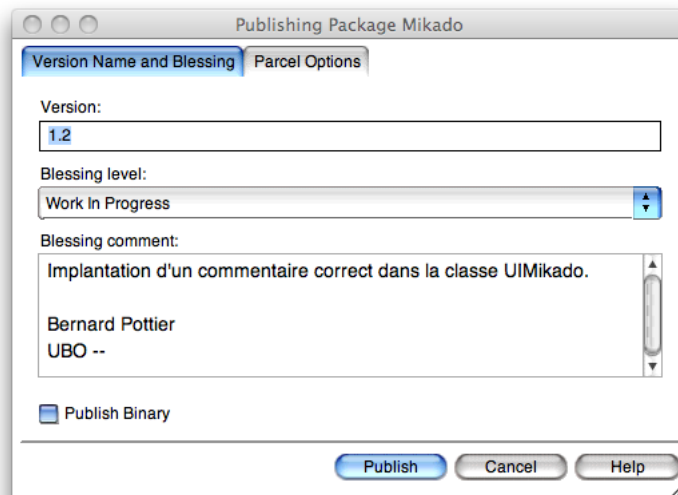 Publishing Package Mikado
Version Name and Blessing
Parcel Options
Version:
1.2
Blessing level:
Work In Progress
Blessing comment:
Implantation d'un commentaire correct dans la classe UIMikado.
Bernard Pottier
UBO --
Publish Binary
Publish
Cancel
Help